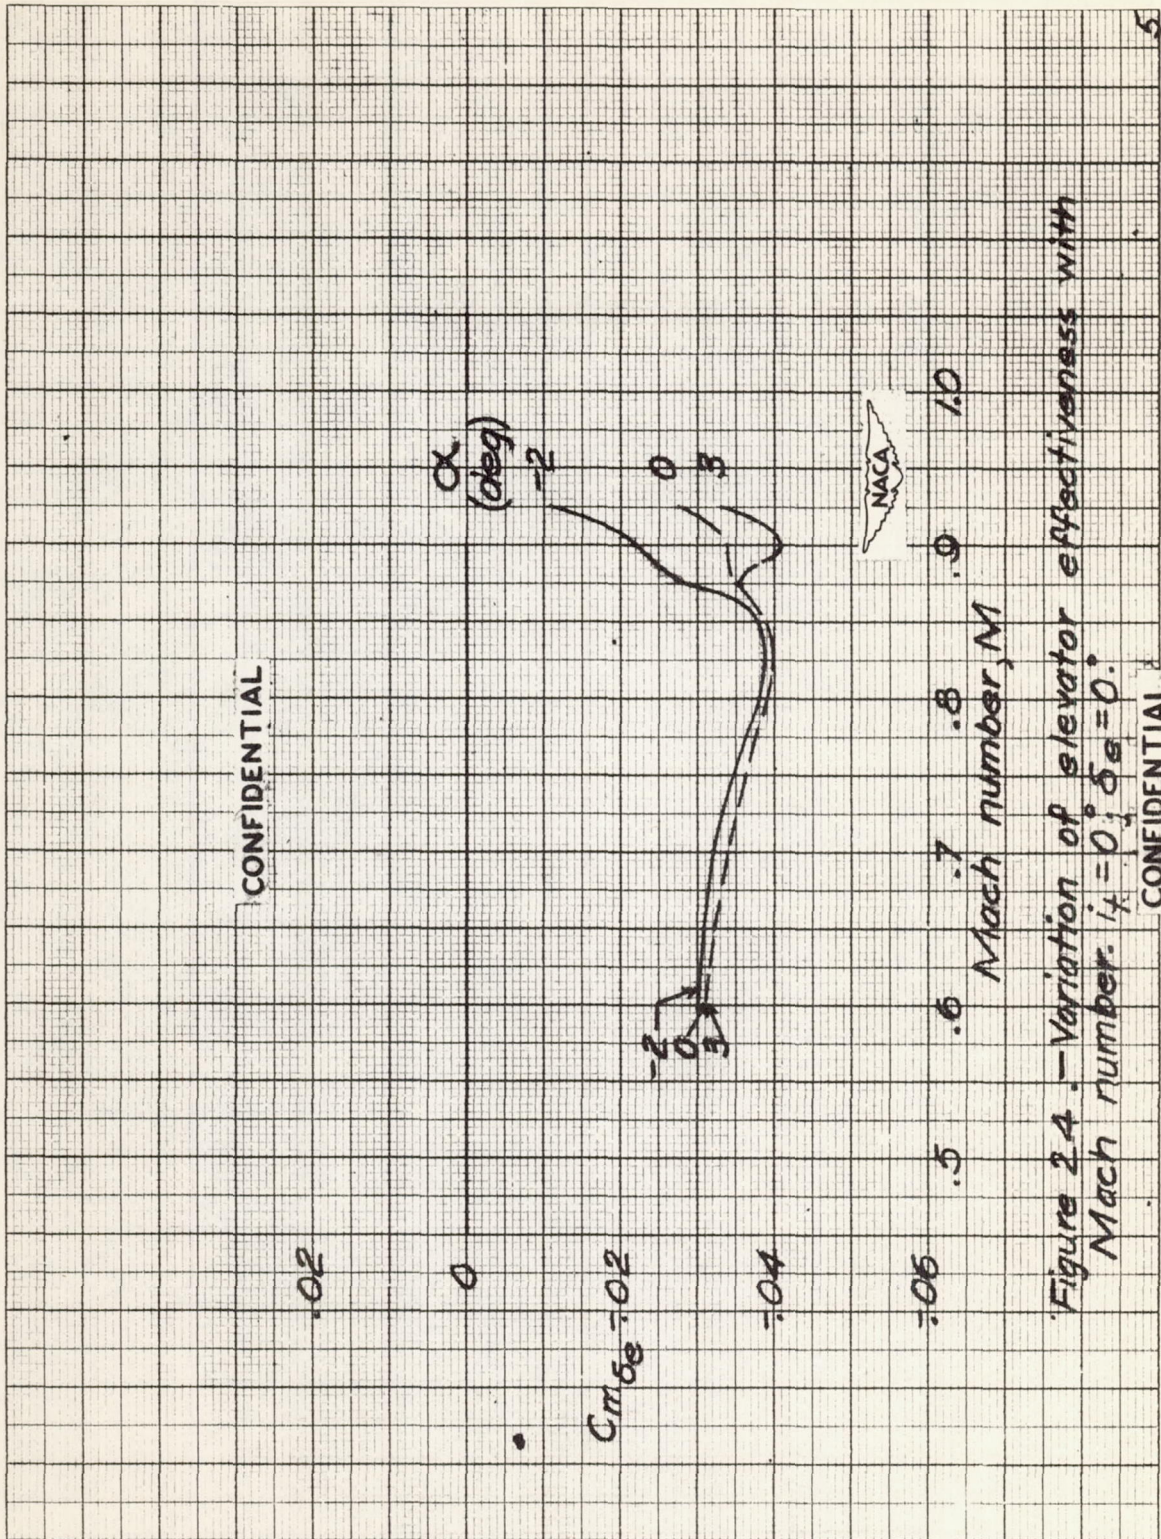 CONFIDENTIAL
.02
0
-.02
-.04
-.06
Cmδe
α
(deg)
-2
0
3
-2
0
3
NACA
.5 .6 .7 .8 .9 1.0
Mach number, M
Figure 24.-Variation of elevator effectiveness with
Mach number. it=0°; δe=0°.
CONFIDENTIAL
5